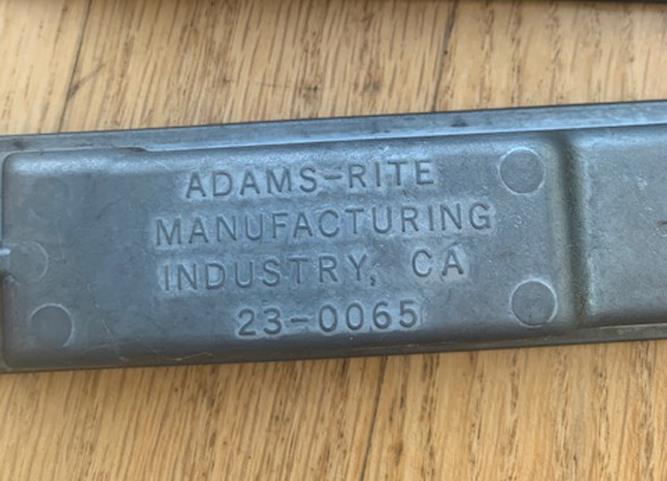 ADAMS-RITE
MANUFACTURING
INDUSTRY, CA
23-0065